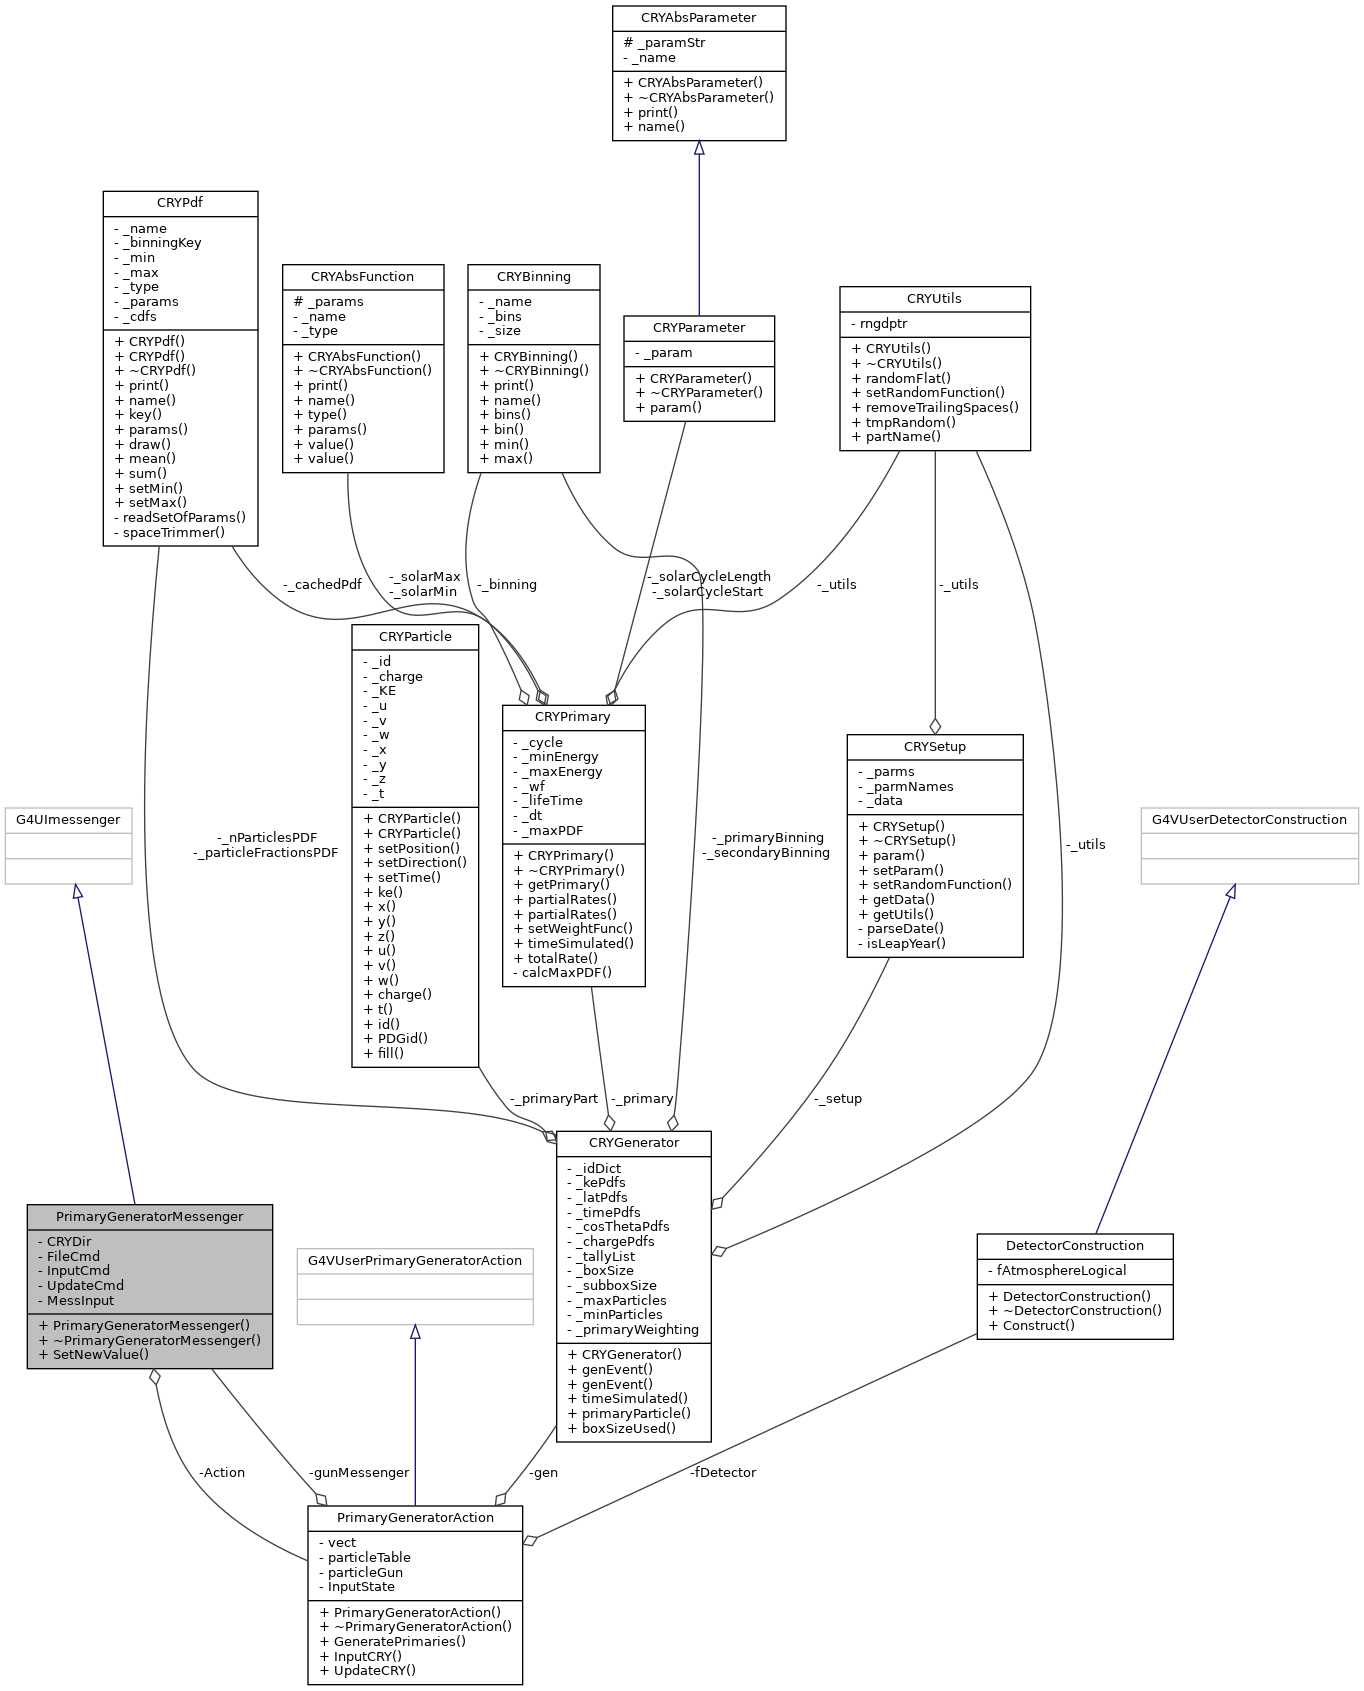 CRYAbsParameter
# _paramStr
- _name
+ CRYAbsParameter()
+ ~CRYAbsParameter()
+ print()
+ name()
CRYPdf
- _name
- _binningKey
- _min
- _max
- _type
- _params
- _cdfs
+ CRYPdf()
+ CRYPdf()
+ ~CRYPdf()
+ print()
+ name()
+ key()
+ params()
+ draw()
+ mean()
+ sum()
+ setMin()
+ setMax()
- readSetOfParams()
- spaceTrimmer()
CRYAbsFunction
# _params
- _name
- _type
+ CRYAbsFunction()
+ ~CRYAbsFunction()
+ print()
+ name()
+ type()
+ params()
+ value()
+ value()
CRYBinning
- _name
- _bins
- _size
+ CRYBinning()
+ ~CRYBinning()
+ print()
+ name()
+ bins()
+ bin()
+ min()
+ max()
CRYParameter
- _param
+ CRYParameter()
+ ~CRYParameter()
+ param()
CRYUtils
- rngdptr
+ CRYUtils()
+ ~CRYUtils()
+ randomFlat()
+ setRandomFunction()
+ removeTrailingSpaces()
+ tmpRandom()
+ partName()
-_cachedPdf
-_solarMax
-_solarMin
-_binning
-_solarCycleLength
-_solarCycleStart
-_utils
-_utils
CRYParticle
- _id
- _charge
- _KE
- _u
- _v
- _w
- _x
- _y
- _z
- _t
+ CRYParticle()
+ CRYParticle()
+ setPosition()
+ setDirection()
+ setTime()
+ ke()
+ x()
+ y()
+ z()
+ u()
+ v()
+ w()
+ charge()
+ t()
+ id()
+ PDGid()
+ fill()
CRYPrimary
- _cycle
- _minEnergy
- _maxEnergy
- _wf
- _lifeTime
- _dt
- _maxPDF
+ CRYPrimary()
+ ~CRYPrimary()
+ getPrimary()
+ partialRates()
+ partialRates()
+ setWeightFunc()
+ timeSimulated()
+ totalRate()
- calcMaxPDF()
CRYSetup
- _parms
- _parmNames
- _data
+ CRYSetup()
+ ~CRYSetup()
+ param()
+ setParam()
+ setRandomFunction()
+ getData()
+ getUtils()
- parseDate()
- isLeapYear()
G4UImessenger
-_nParticlesPDF
-_particleFractionsPDF
-_primaryBinning
-_secondaryBinning
-_utils
G4VUserDetectorConstruction
-_primaryPart
-_primary
-_setup
CRYGenerator
- _idDict
- _kePdfs
- _latPdfs
- _timePdfs
- _cosThetaPdfs
- _chargePdfs
- _tallyList
- _boxSize
- _subboxSize
- _maxParticles
- _minParticles
- _primaryWeighting
+ CRYGenerator()
+ genEvent()
+ genEvent()
+ timeSimulated()
+ primaryParticle()
+ boxSizeUsed()
PrimaryGeneratorMessenger
- CRYDir
- FileCmd
- InputCmd
- UpdateCmd
- MessInput
+ PrimaryGeneratorMessenger()
+ ~PrimaryGeneratorMessenger()
+ SetNewValue()
G4VUserPrimaryGeneratorAction
DetectorConstruction
- fAtmosphereLogical
+ DetectorConstruction()
+ ~DetectorConstruction()
+ Construct()
-Action
-gunMessenger
-gen
-fDetector
PrimaryGeneratorAction
- vect
- particleTable
- particleGun
- InputState
+ PrimaryGeneratorAction()
+ ~PrimaryGeneratorAction()
+ GeneratePrimaries()
+ InputCRY()
+ UpdateCRY()